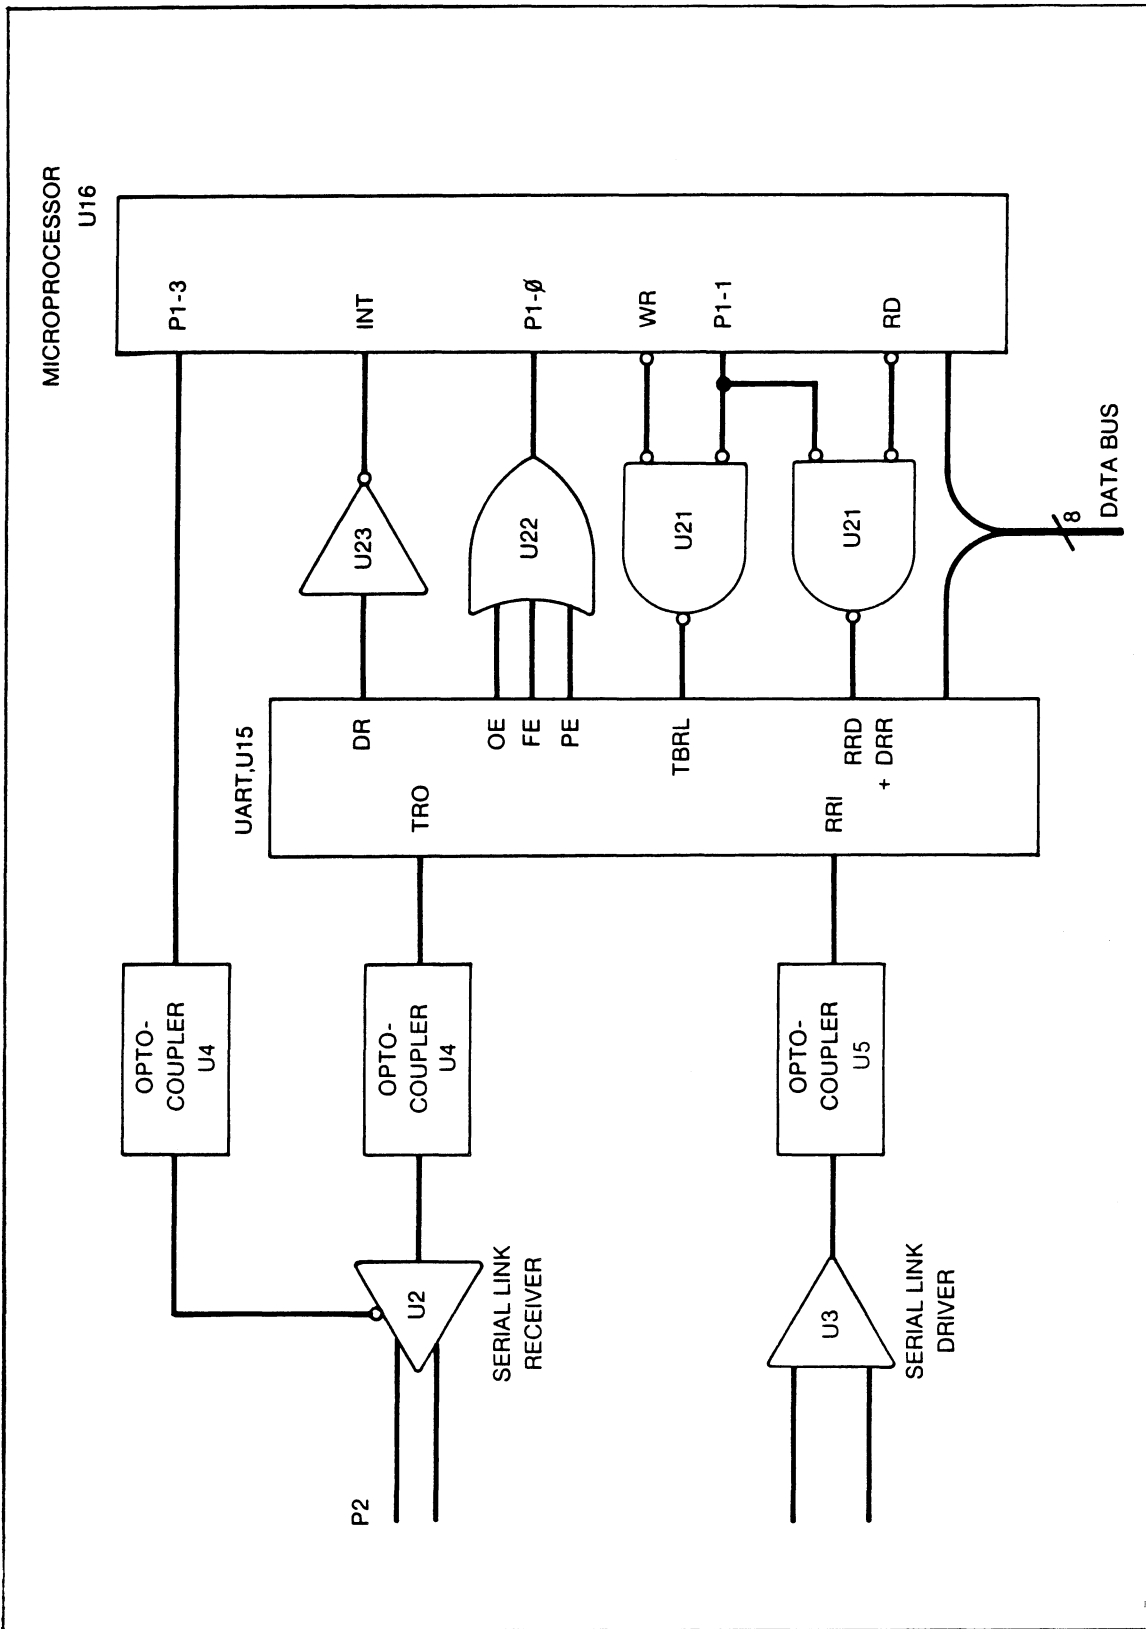 MICROPROCESSOR
U16
P1-3
INT
P1-Ø
WR
P1-1
RD
U23
U22
U21
U21
8
DATA BUS
UART,U15
DR
TRO
OE
FE
PE
TBRL
RRD
+ DRR
RRI
OPTO-
COUPLER
U4
OPTO-
COUPLER
U4
OPTO-
COUPLER
U5
U2
SERIAL LINK
RECEIVER
U3
SERIAL LINK
DRIVER
P2